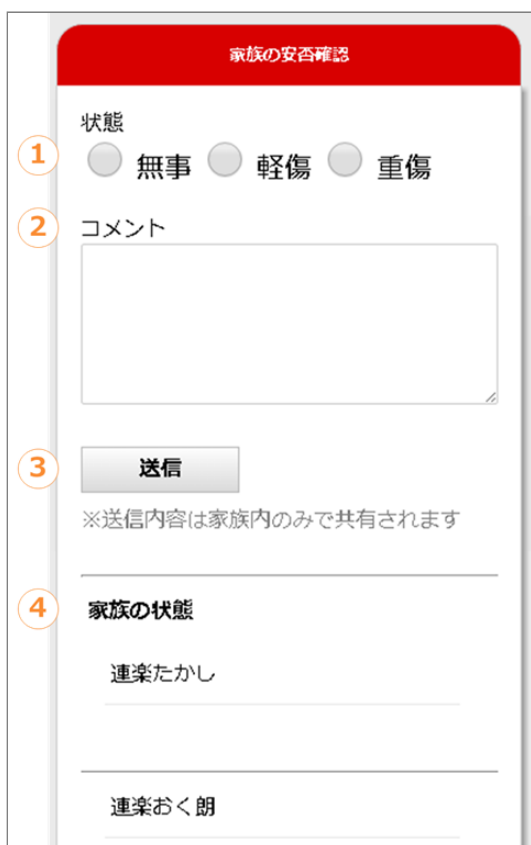 家族の安否確認
状態
① 無事 軽傷 重傷
② コメント
③ 送信
※送信内容は家族内のみで共有されます
④ 家族の状態
連楽たかし
連楽おく朗